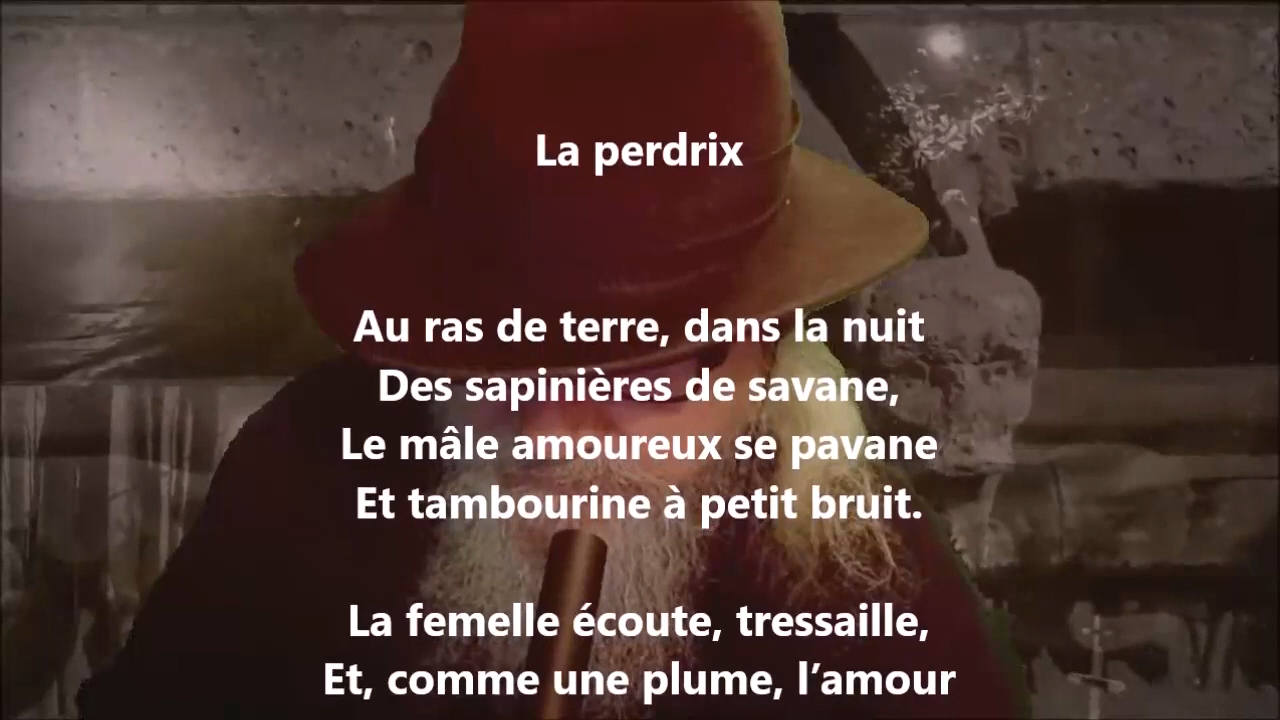 La perdrix
Au ras de terre, dans la nuit
Des sapinières de savane,
Le mâle amoureux se pavane
Et tambourine à petit bruit.
La femelle écoute, tressaille,
Et, comme une plume, l’amour